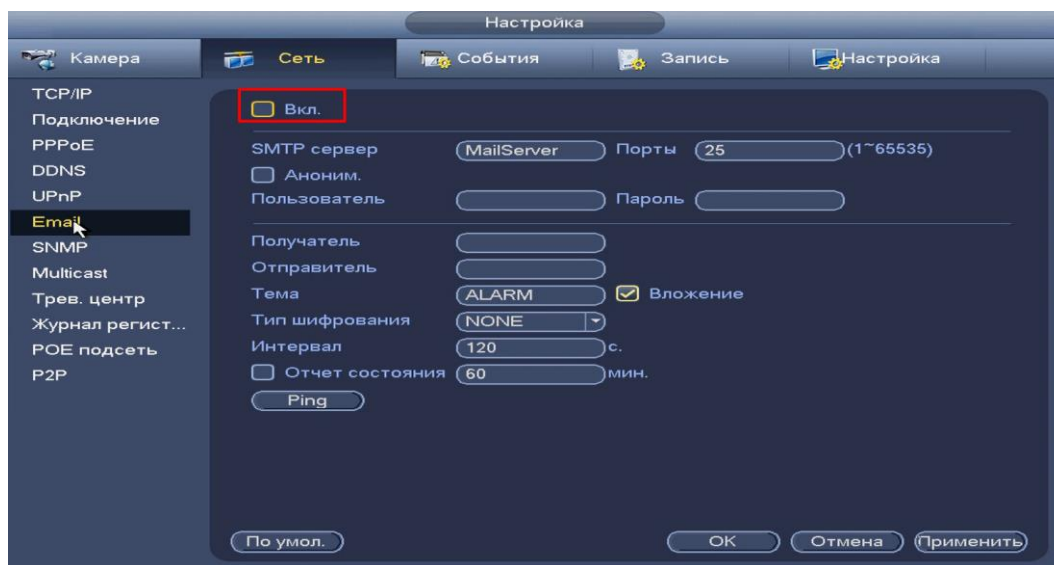 Настройка
Камера Сеть События Запись Настройка
TCP/IP
Подключение
PPPoE
DDNS
UPnP
Email
SNMP
Multicast
Трев. центр
Журнал регист...
POE подсеть
P2P
Вкл.
SMTP сервер MailServer Порты 25 (1~65535)
Аноним.
Пользователь Пароль
Получатель
Отправитель
Тема ALARM Вложение
Тип шифрования NONE
Интервал 120 с.
Отчет состояния 60 мин.
Ping
По умол. OK Отмена Применить